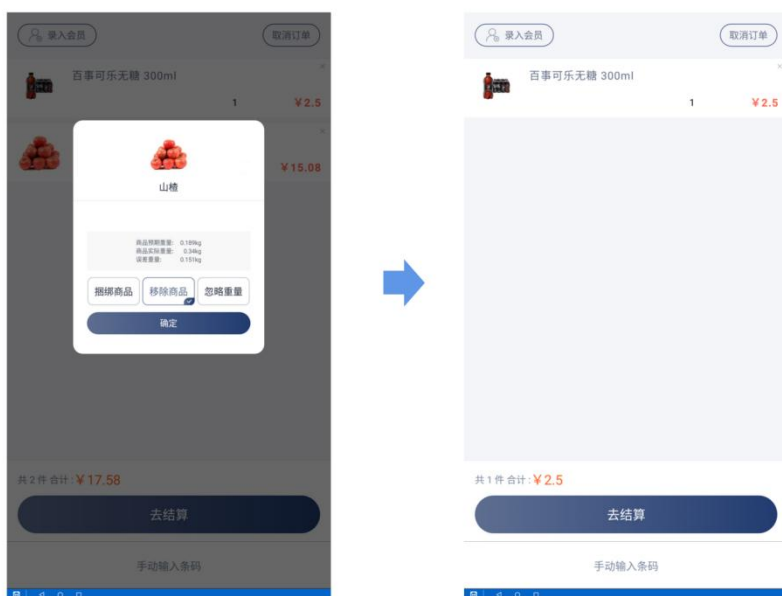 录入会员
取消订单
百事可乐无糖 300ml
1
￥2.5
￥15.08
山楂
商品预期重量: 0.189kg
商品实际重量: 0.34kg
误差重量: 0.151kg
捆绑商品
移除商品
忽略重量
确定
共2件 合计:￥17.58
去结算
手动输入条码
录入会员
取消订单
百事可乐无糖 300ml
1
￥2.5
共1件 合计:￥2.5
去结算
手动输入条码